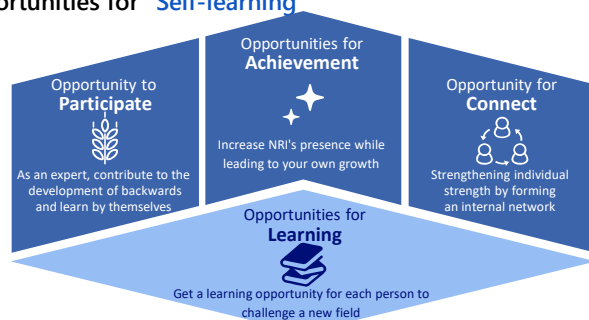 ortunities for "Self-learning"
Opportunity to
Participate
As an expert, contribute to the
development of backwards
and learn by themselves
Opportunities for
Achievement
Increase NRI's presence while
leading to your own growth
Opportunity for
Connect
Strengthening individual
strength by forming
an internal network
Opportunities for
Learning
Get a learning opportunity for each person to
challenge a new field